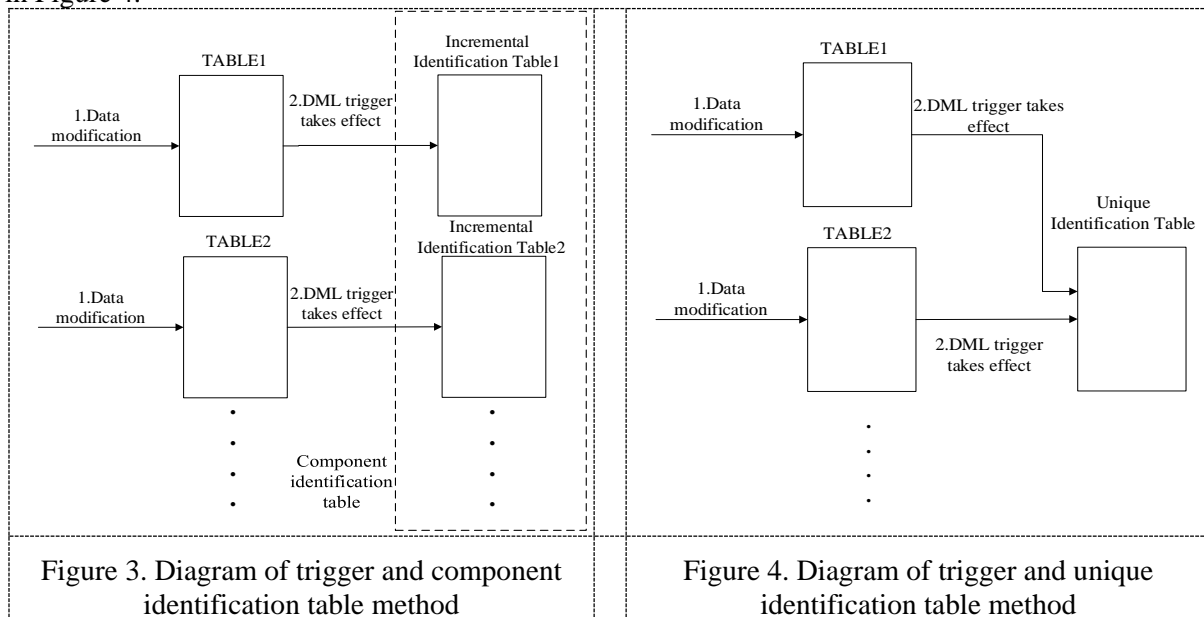 in Figure 4.
TABLE1
Incremental
Identification Table1
1.Data
modification
2.DML trigger
takes effect
TABLE2
Incremental
Identification Table2
1.Data
modification
2.DML trigger
takes effect
Component
identification
table
Figure 3. Diagram of trigger and component
identification table method
TABLE1
1.Data
modification
2.DML trigger takes
effect
Unique
Identification Table
TABLE2
1.Data
modification
2.DML trigger
takes effect
Figure 4. Diagram of trigger and unique
identification table method